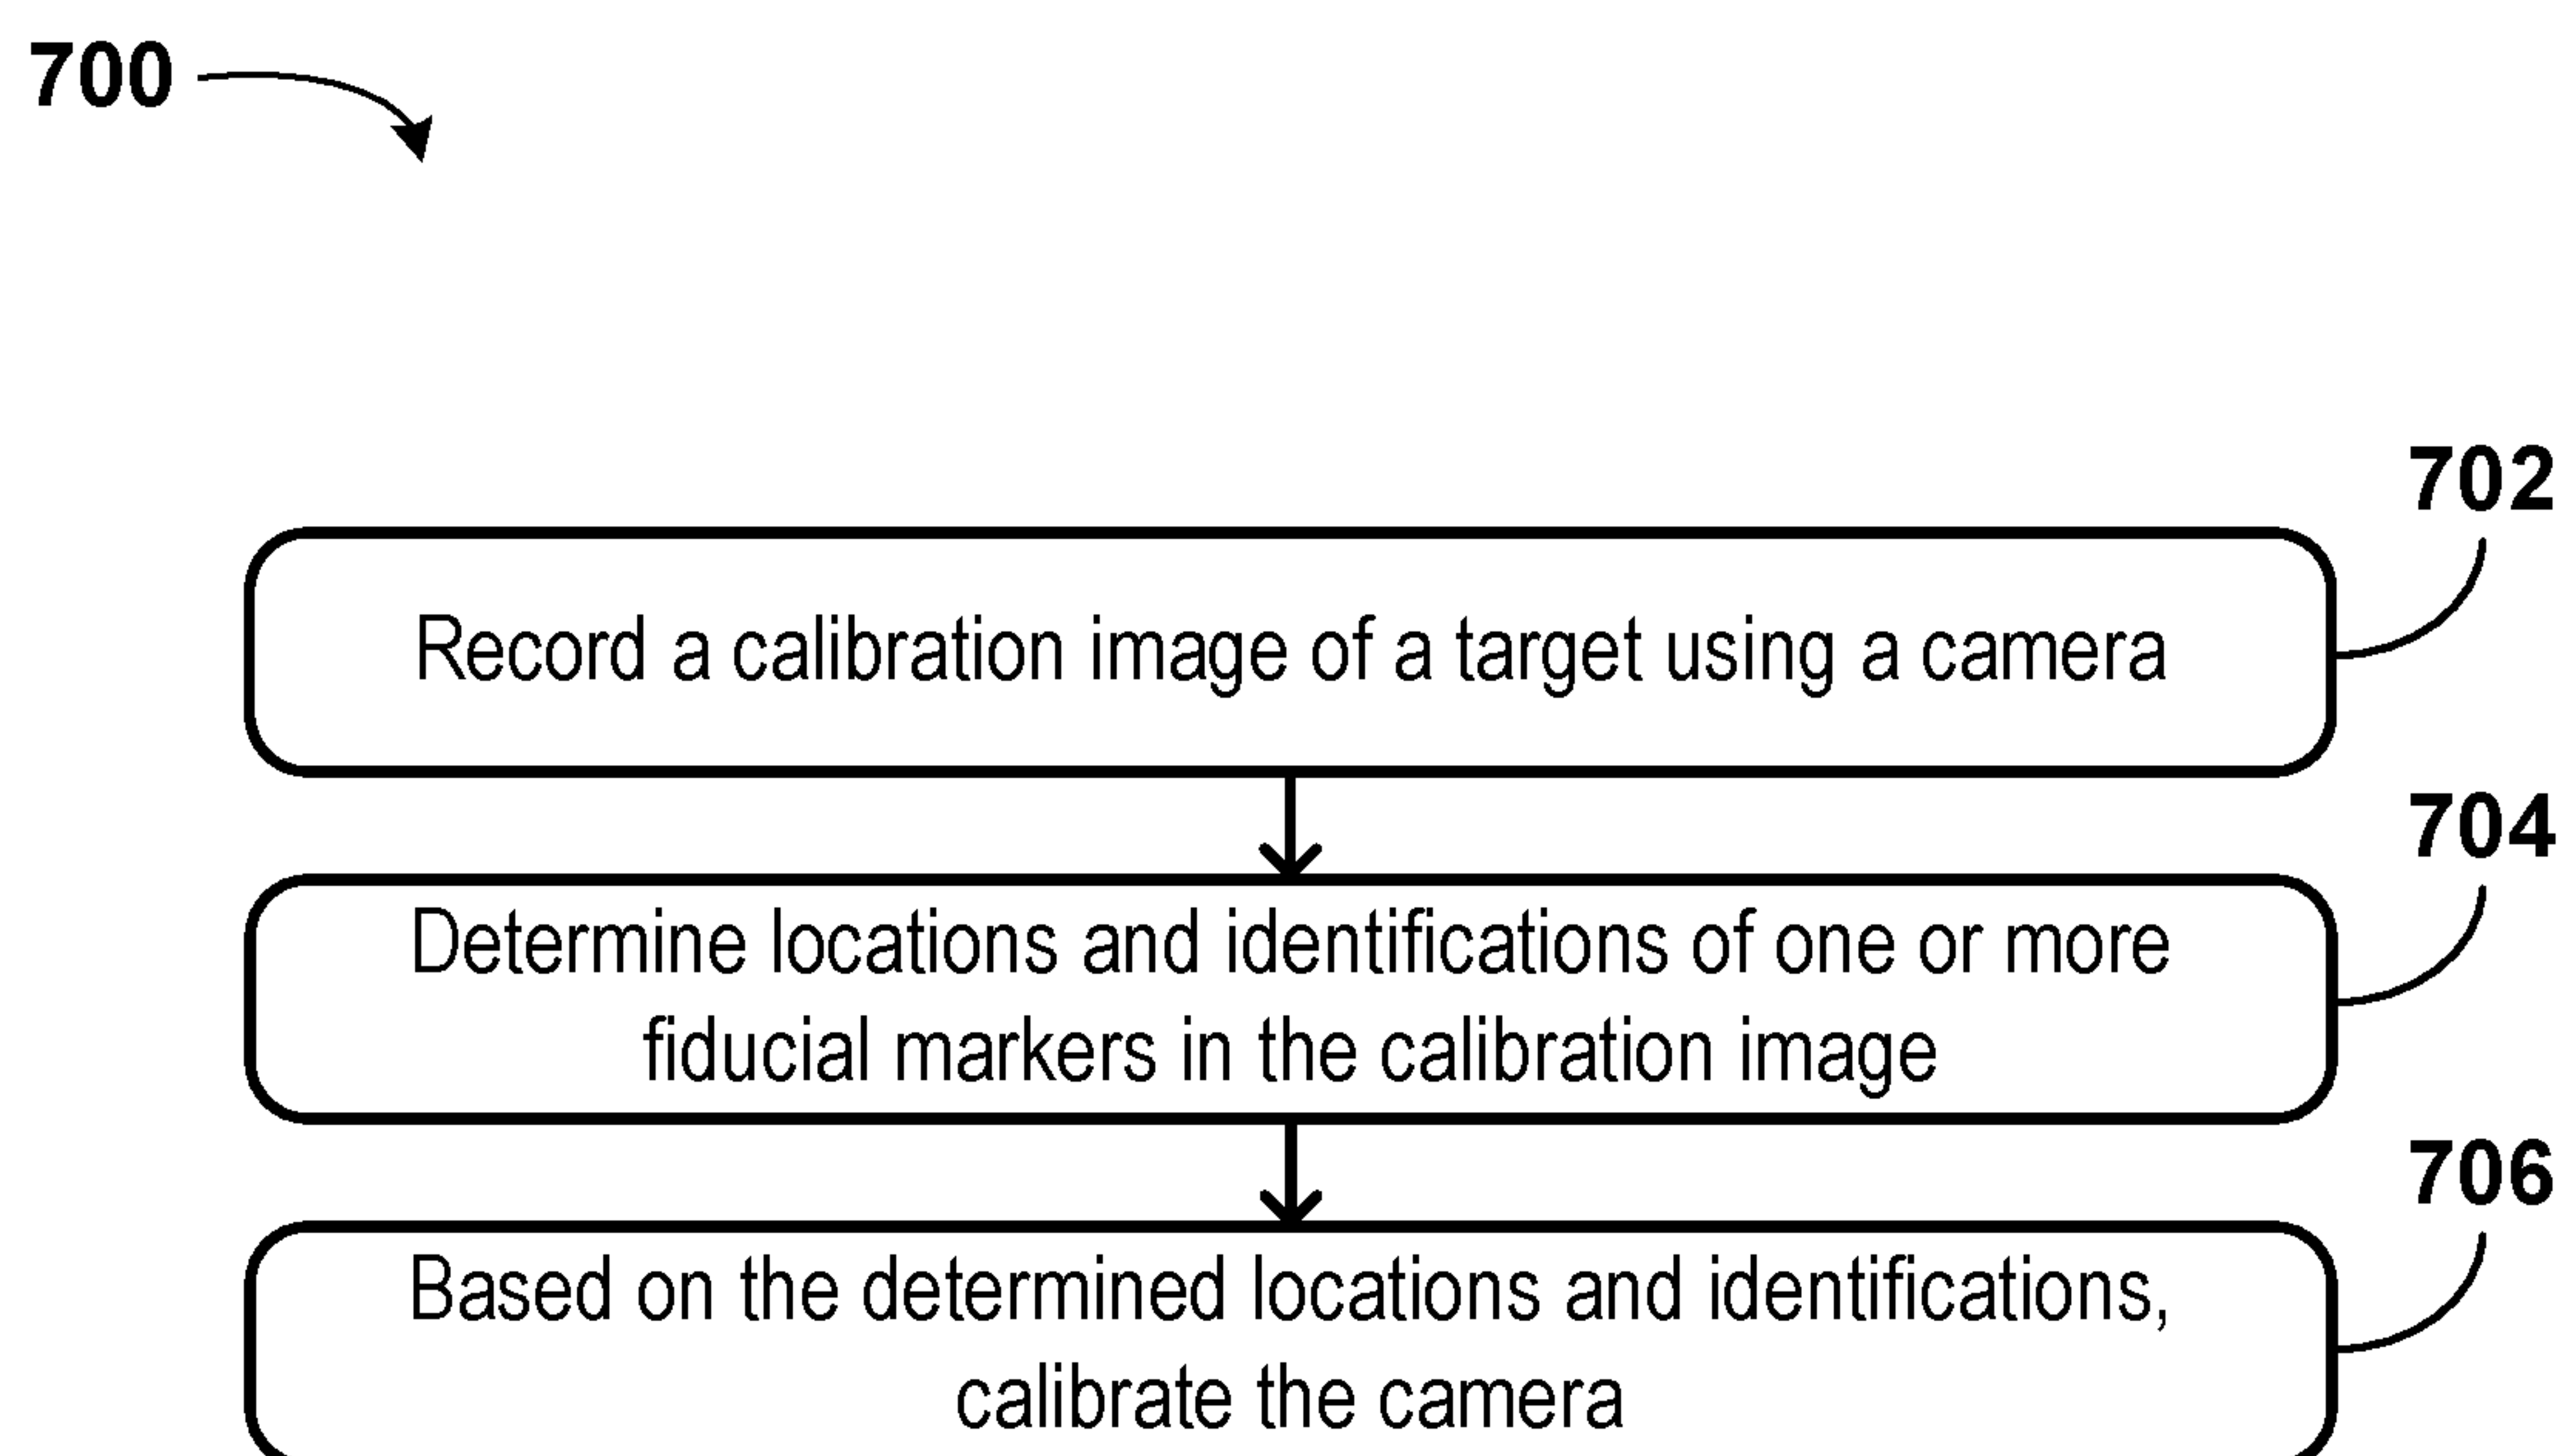 700
702
Record a calibration image of a target using a camera
704
Determine locations and identifications of one or more
fiducial markers in the calibration image
706
Based on the determined locations and identifications,
calibrate the camera